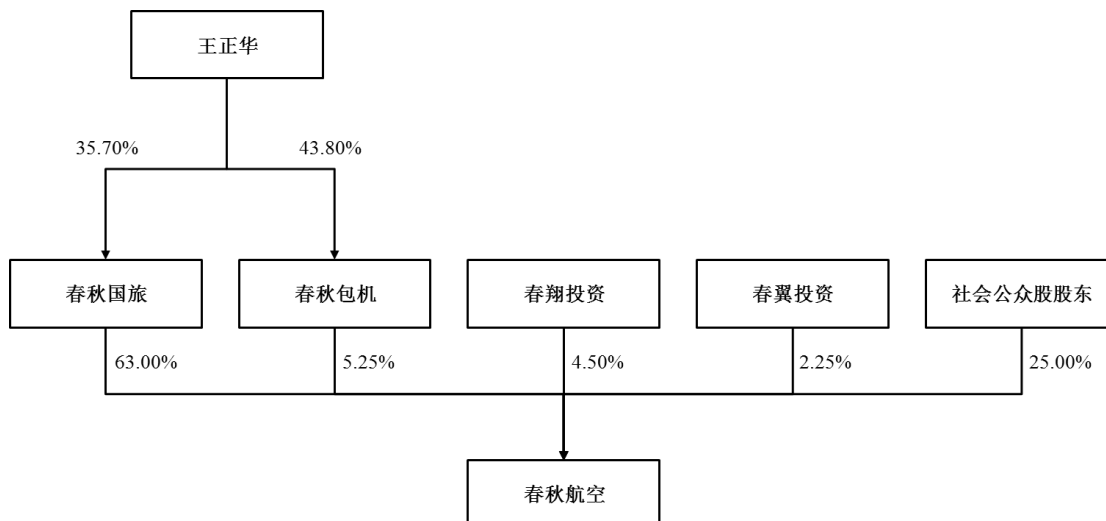 王正华
35.70%
43.80%
春秋国旅
春秋包机
春翔投资
春翼投资
社会公众股股东
63.00%
5.25%
4.50%
2.25%
25.00%
春秋航空